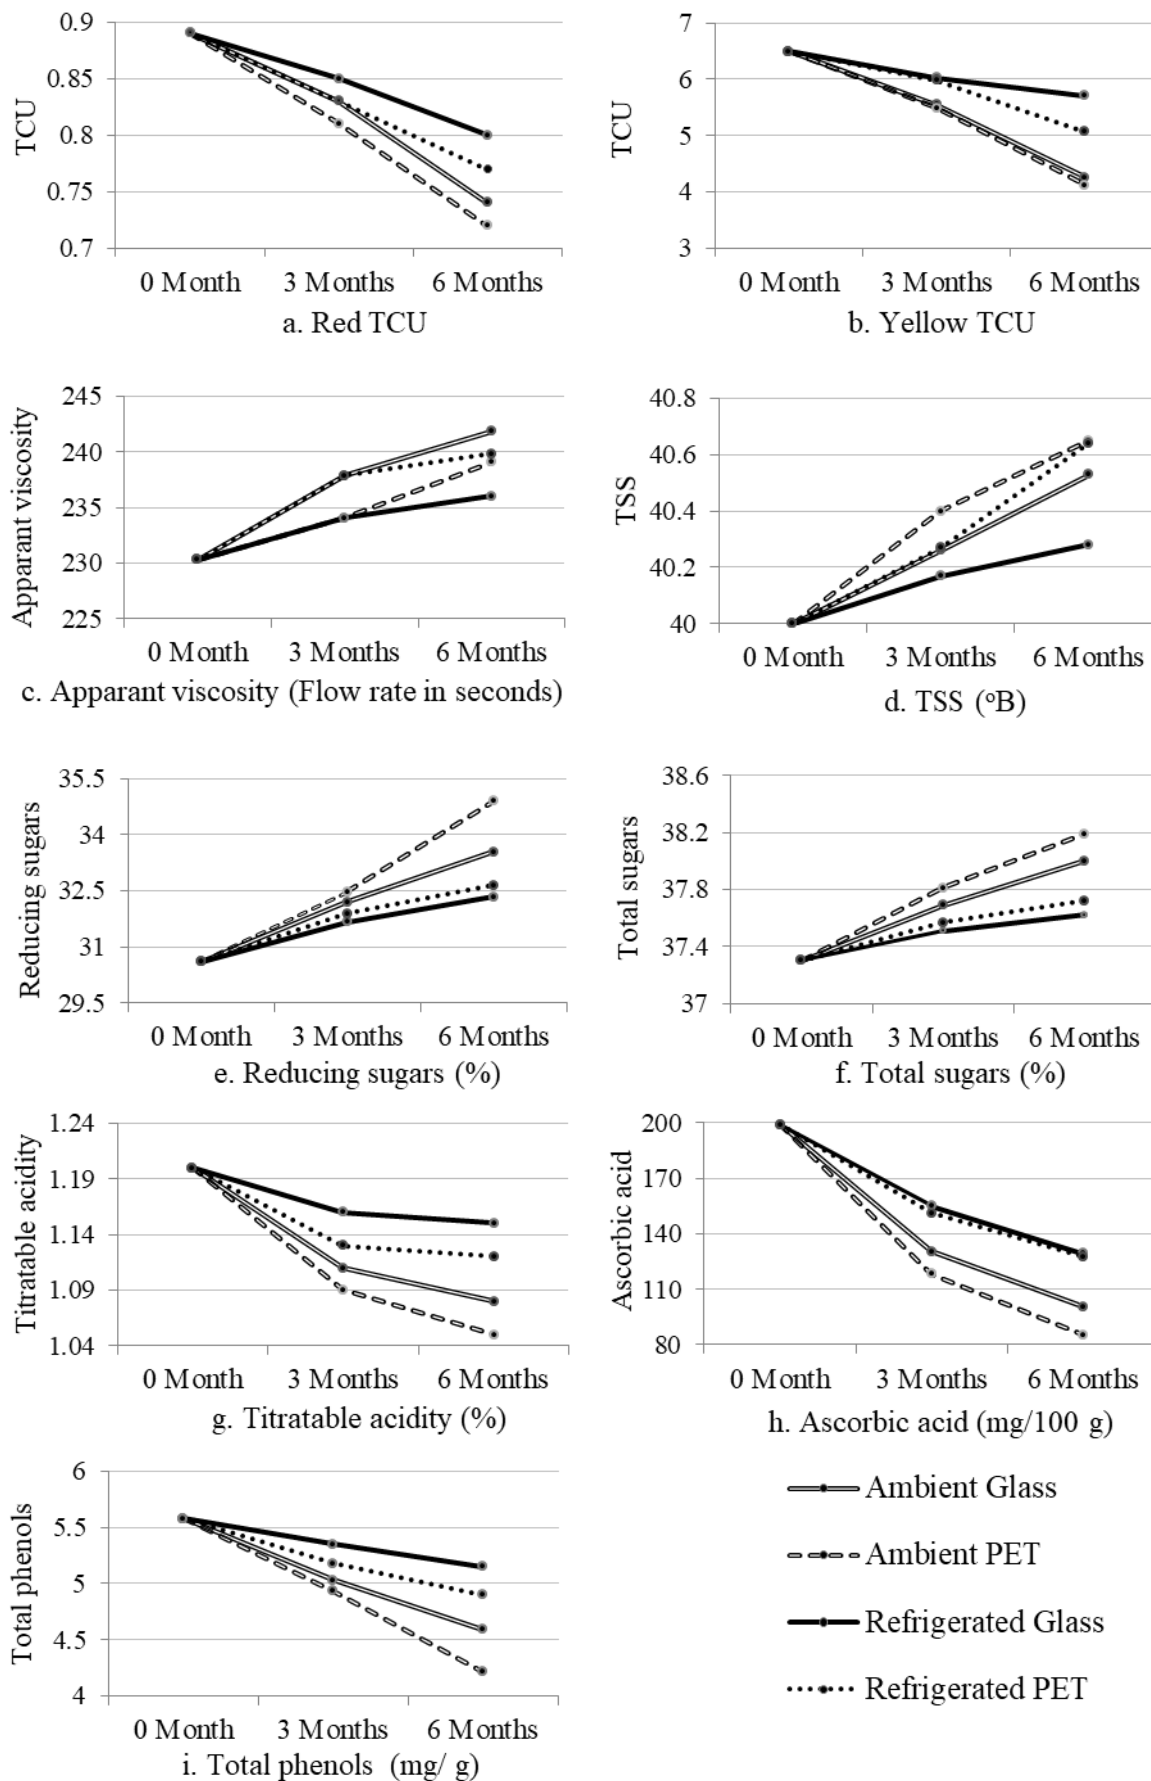 TCU
0.9
0.85
0.8
0.75
0.7
0 Month 3 Months 6 Months
a. Red TCU
TCU
7
6
5
4
3
0 Month 3 Months 6 Months
b. Yellow TCU
Apparant viscosity
245
240
235
230
225
0 Month 3 Months 6 Months
c. Apparant viscosity (Flow rate in seconds)
TSS
40.8
40.6
40.4
40.2
40
0 Month 3 Months 6 Months
d. TSS (ºB)
Reducing sugars
35.5
34
32.5
31
29.5
0 Month 3 Months 6 Months
e. Reducing sugars (%)
Total sugars
38.6
38.2
37.8
37.4
37
0 Month 3 Months 6 Months
f. Total sugars (%)
Titratable acidity
1.24
1.19
1.14
1.09
1.04
0 Month 3 Months 6 Months
g. Titratable acidity (%)
Ascorbic acid
200
170
140
110
80
0 Month 3 Months 6 Months
h. Ascorbic acid (mg/100 g)
Total phenols
6
5.5
5
4.5
4
0 Month 3 Months 6 Months
i. Total phenols (mg/ g)
Ambient Glass
Ambient PET
Refrigerated Glass
Refrigerated PET